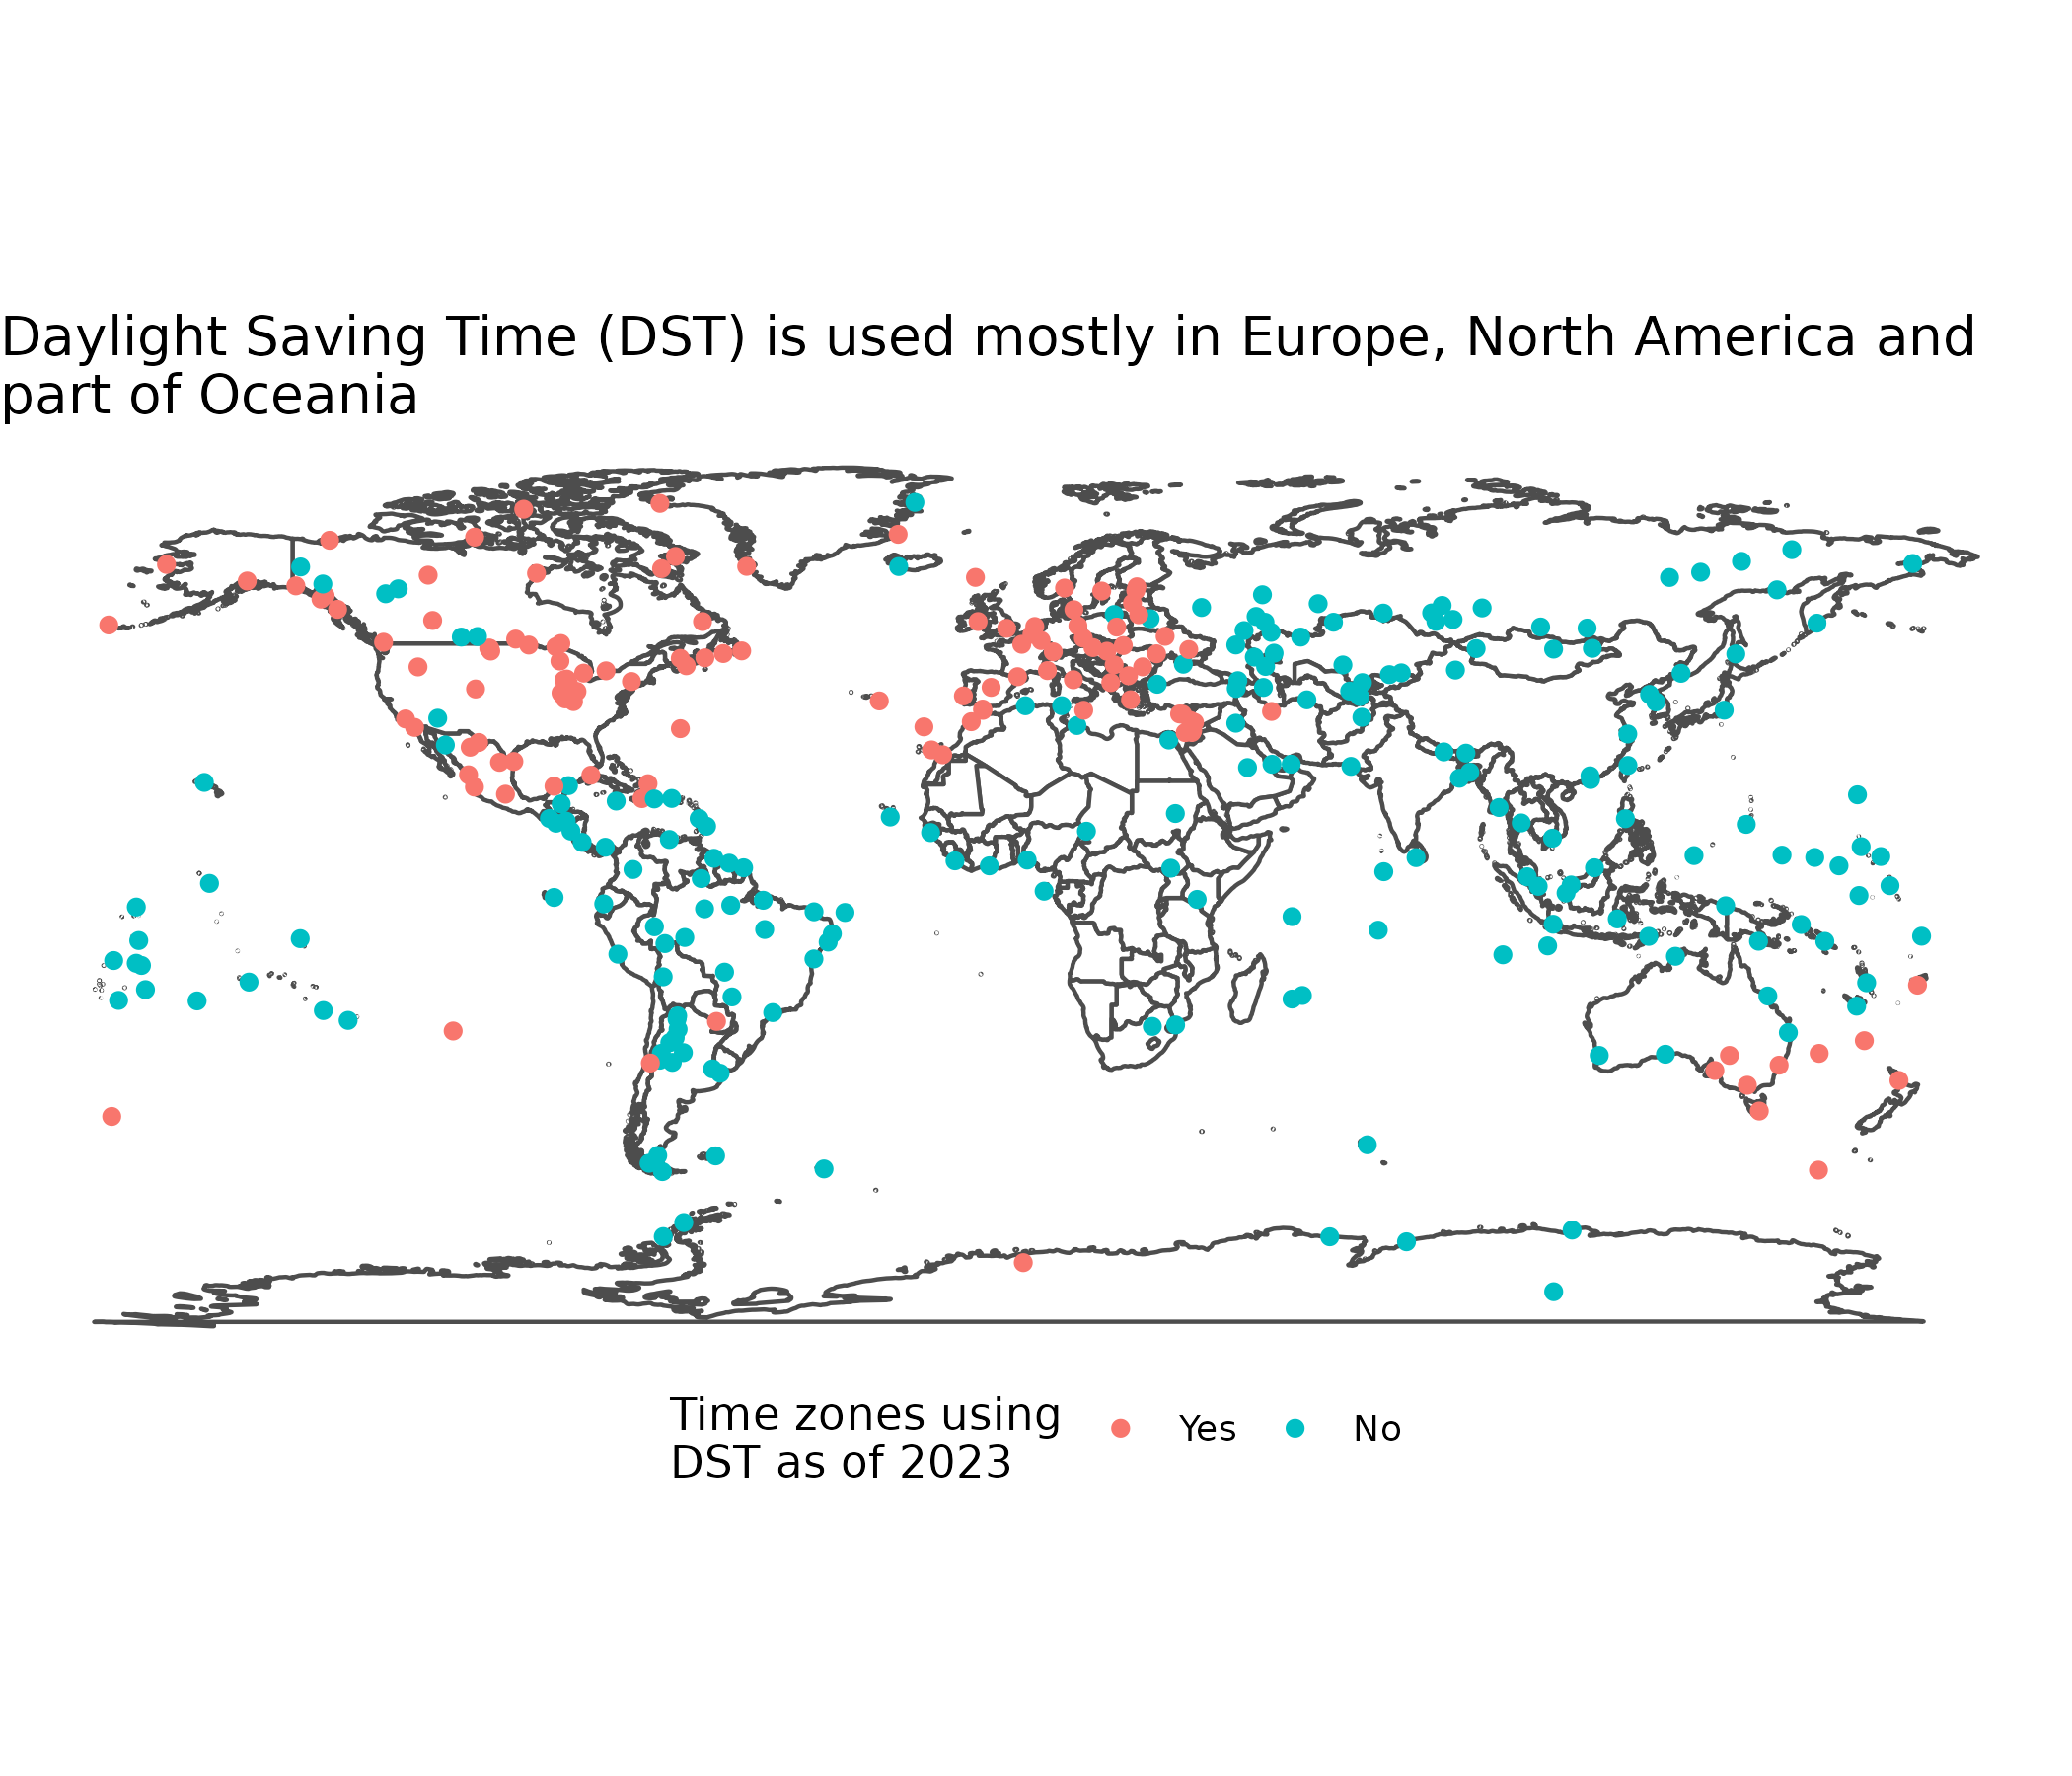 Daylight Saving Time (DST) is used mostly in Europe, North America and
part of Oceania
Time zones using
DST as of 2023
Yes
No